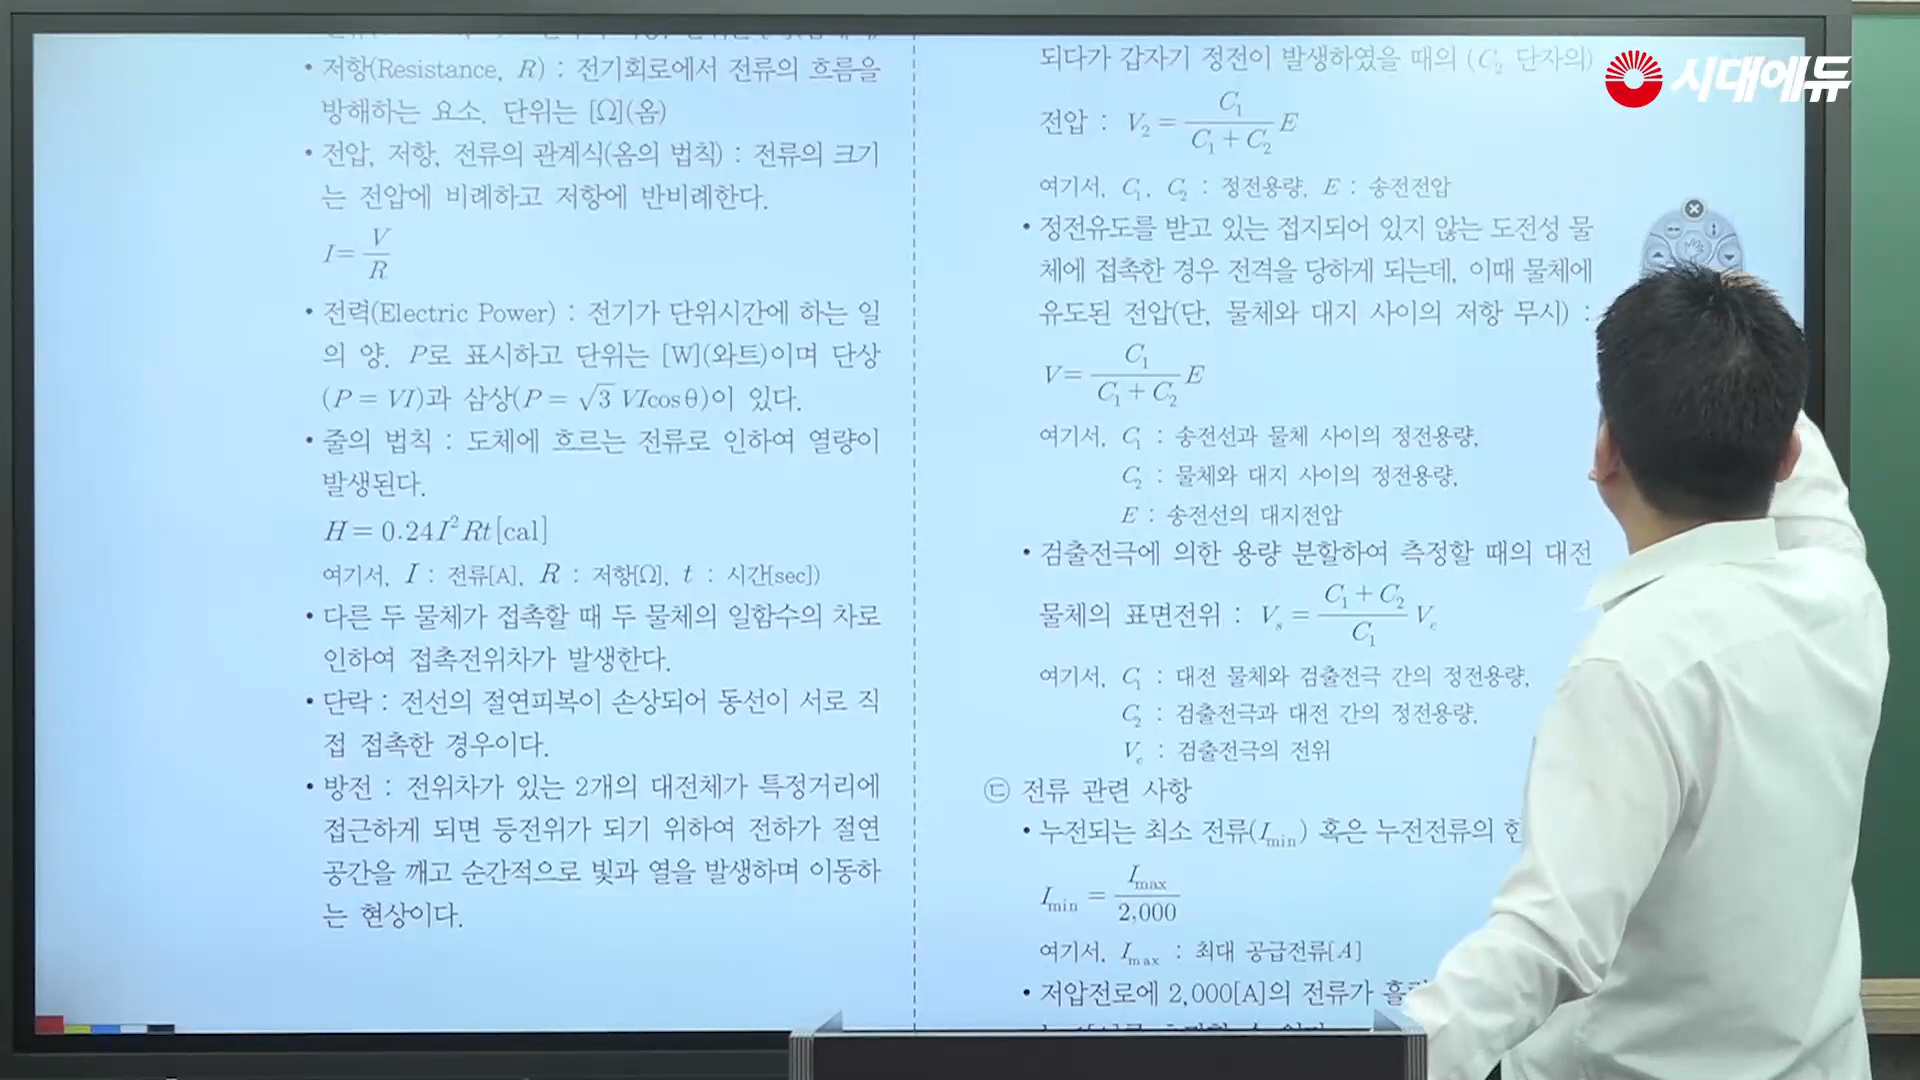 • 저항(Resistance, R) : 전기회로에서 전류의 흐름을
방해하는 요소. 단위는 [Ω](옴)
• 전압, 저항, 전류의 관계식(옴의 법칙) : 전류의 크기
는 전압에 비례하고 저항에 반비례한다.
I = V/R
• 전력(Electric Power) : 전기가 단위시간에 하는 일
의 양. P로 표시하고 단위는 [W](와트)이며 단상
(P = VI)과 삼상(P = √3 VIcosθ)이 있다.
• 줄의 법칙 : 도체에 흐르는 전류로 인하여 열량이
발생된다.
H = 0.24I²Rt[cal]
여기서, I : 전류[A], R : 저항[Ω], t : 시간[sec])
• 다른 두 물체가 접촉할 때 두 물체의 일함수의 차로
인하여 접촉전위차가 발생한다.
• 단락 : 전선의 절연피복이 손상되어 동선이 서로 직
접 접촉한 경우이다.
• 방전 : 전위차가 있는 2개의 대전체가 특정거리에
접근하게 되면 등전위가 되기 위하여 전하가 절연
공간을 깨고 순간적으로 빛과 열을 발생하며 이동하
는 현상이다.
되다가 갑자기 정전이 발생하였을 때의 (C₂ 단자의)
전압 : V₂ = C₁/(C₁ + C₂) E
여기서, C₁, C₂ : 정전용량, E : 송전전압
• 정전유도를 받고 있는 접지되어 있지 않는 도전성 물
체에 접촉한 경우 전격을 당하게 되는데, 이때 물체에
유도된 전압(단, 물체와 대지 사이의 저항 무시) :
V = C₁/(C₁ + C₂) E
여기서, C₁ : 송전선과 물체 사이의 정전용량,
C₂ : 물체와 대지 사이의 정전용량,
E : 송전선의 대지전압
• 검출전극에 의한 용량 분할하여 측정할 때의 대전
물체의 표면전위 : Vₛ = (C₁ + C₂)/C₁ Vₑ
여기서, C₁ : 대전 물체와 검출전극 간의 정전용량,
C₂ : 검출전극과 대전 간의 정전용량,
Vₑ : 검출전극의 전위
㉢ 전류 관련 사항
• 누전되는 최소 전류(Imin) 혹은 누전전류의 한
Imin = Imax/2,000
여기서, Imax : 최대 공급전류[A]
• 저압전로에 2,000[A]의 전류가
시대에듀